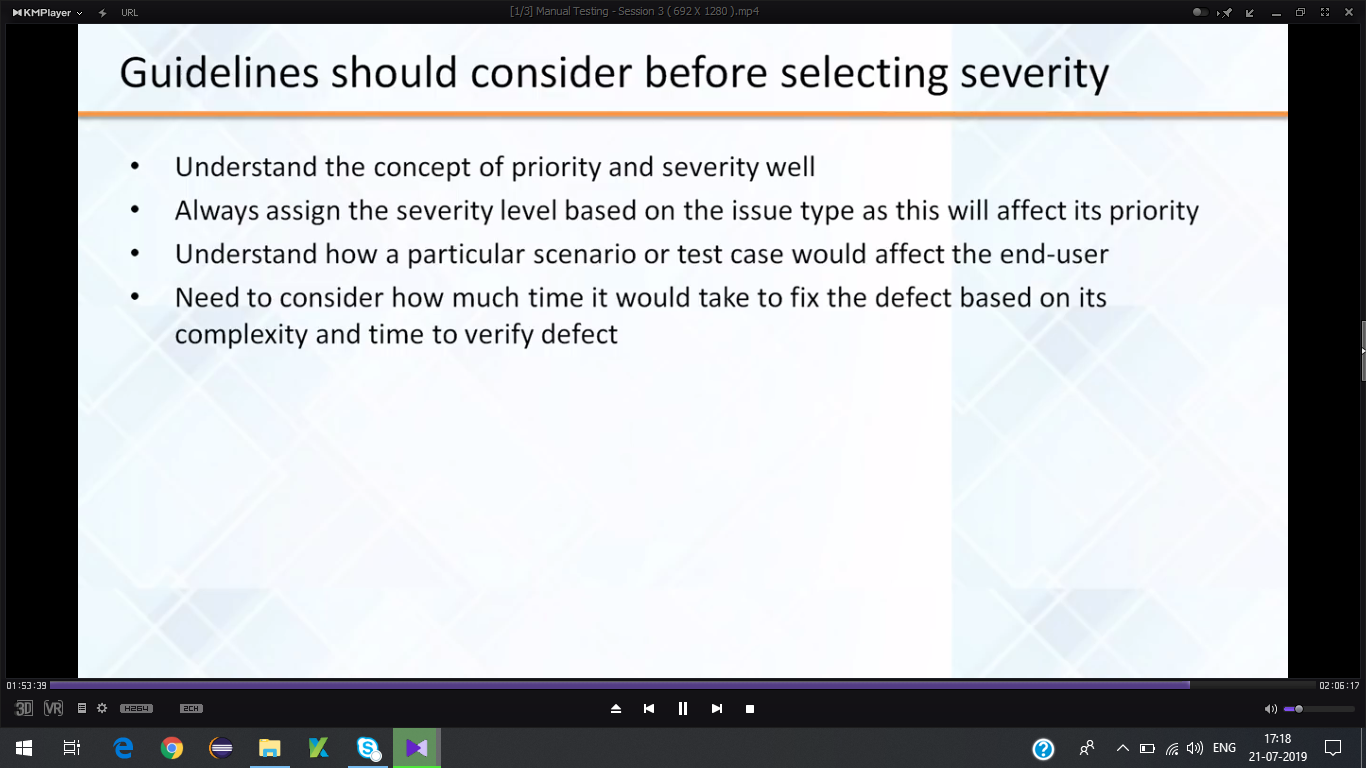 KMPlayer
URL
[1/3] Manual Testing - Session 3 ( 692 X 1280 ).mp4
Guidelines should consider before selecting severity
• Understand the concept of priority and severity well
• Always assign the severity level based on the issue type as this will affect its priority
• Understand how a particular scenario or test case would affect the end-user
• Need to consider how much time it would take to fix the defect based on its
complexity and time to verify defect
01:53:39
02:06:17
3D VR H264 2CH
ENG
17:18
21-07-2019